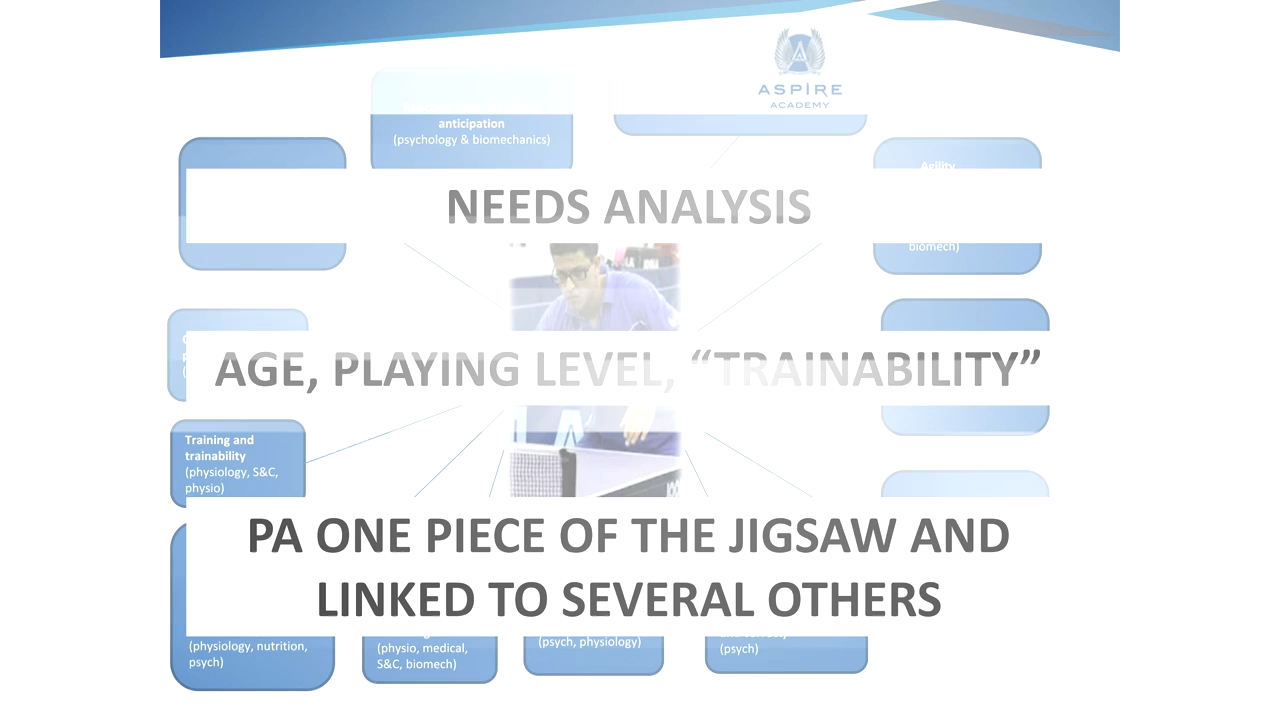 ASPIRE
ACADEMY
anticipation
(psychology & biomechanics)
Agility
NEEDS ANALYSIS
biomech)
AGE, PLAYING LEVEL, “TRAINABILITY”
Training and
trainability
(physiology, S&C,
physio)
PA ONE PIECE OF THE JIGSAW AND
LINKED TO SEVERAL OTHERS
(physiology, nutrition,
psych)
(physio, medical,
S&C, biomech)
(psych, physiology)
(psych)